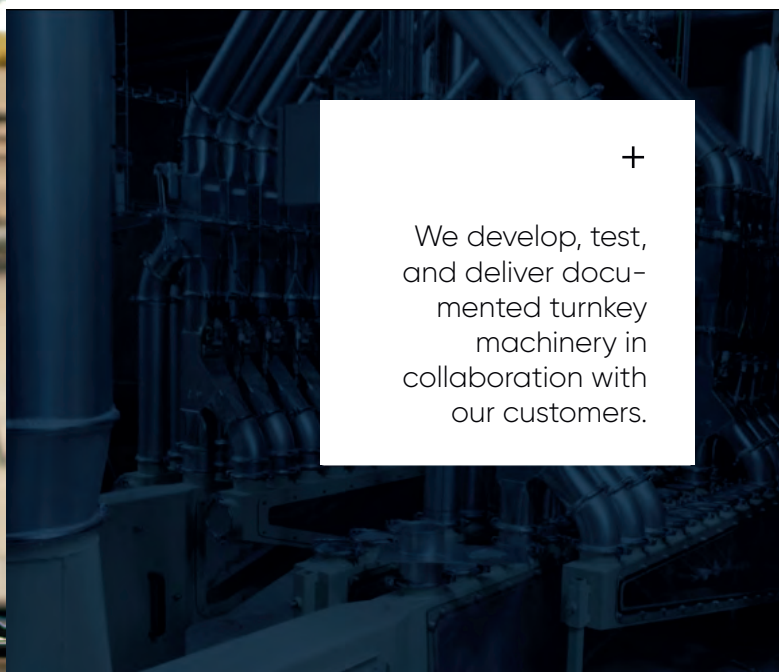 +
We develop, test,
and deliver docu-
mented turnkey
machinery in
collaboration with
our customers.